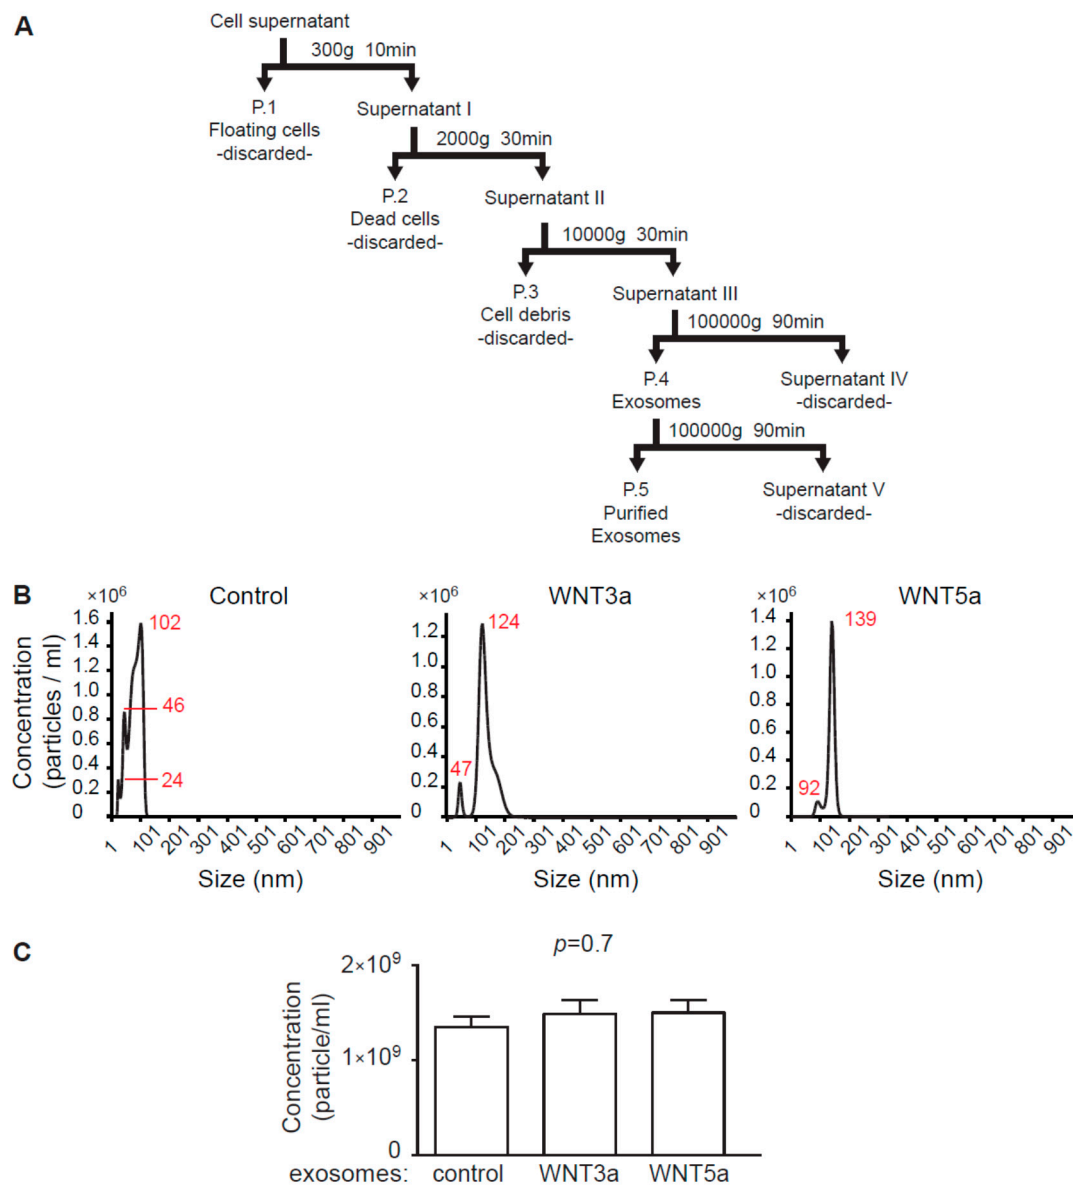 A
Cell supernatant
300g 10min
P.1
Floating cells
-discarded-
Supernatant I
2000g 30min
P.2
Dead cells
-discarded-
Supernatant II
10000g 30min
P.3
Cell debris
-discarded-
Supernatant III
100000g 90min
P.4
Exosomes
Supernatant IV
-discarded-
100000g 90min
P.5
Purified
Exosomes
Supernatant V
-discarded-
B
Control
×10⁶
Concentration
(particles / ml)
1.6
1.4
1.2
1.0
0.8
0.6
0.4
0.2
0
102
46
24
1 101 201 301 401 501 601 701 801 901
Size (nm)
WNT3a
×10⁶
1.2
1.0
0.8
0.6
0.4
0.2
0
124
47
1 101 201 301 401 501 601 701 801 901
Size (nm)
WNT5a
×10⁶
1.4
1.2
1.0
0.8
0.6
0.4
0.2
0
139
92
1 101 201 301 401 501 601 701 801 901
Size (nm)
C
p=0.7
Concentration
(particle/ml)
2×10⁹
1×10⁹
0
exosomes: control WNT3a WNT5a